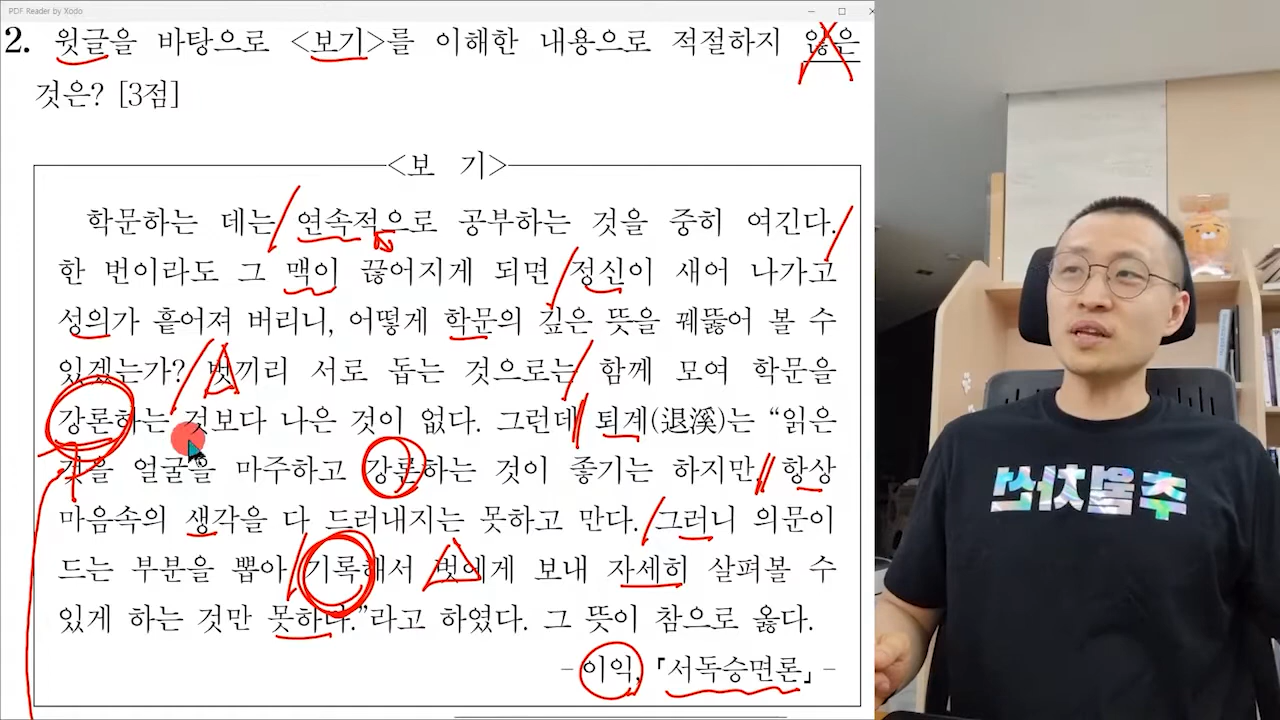 PDF Reader by Xodo
2. 윗글을 바탕으로 <보기>를 이해한 내용으로 적절하지 않은
것은? [3점]
<보 기>
학문하는 데는 연속적으로 공부하는 것을 중히 여긴다.
한 번이라도 그 맥이 끊어지게 되면 정신이 새어 나가고
성의가 흩어져 버리니, 어떻게 학문의 깊은 뜻을 꿰뚫어 볼 수
있겠는가? 벗끼리 서로 돕는 것으로는 함께 모여 학문을
강론하는 것보다 나은 것이 없다. 그런데 퇴계(退溪)는 “읽은
것을 얼굴을 마주하고 강론하는 것이 좋기는 하지만, 항상
마음속의 생각을 다 드러내지는 못하고 만다. 그러니 의문이
드는 부분을 뽑아 기록해서 벗에게 보내 자세히 살펴볼 수
있게 하는 것만 못하다.”라고 하였다. 그 뜻이 참으로 옳다.
- 이익, 「서독승면론」 -